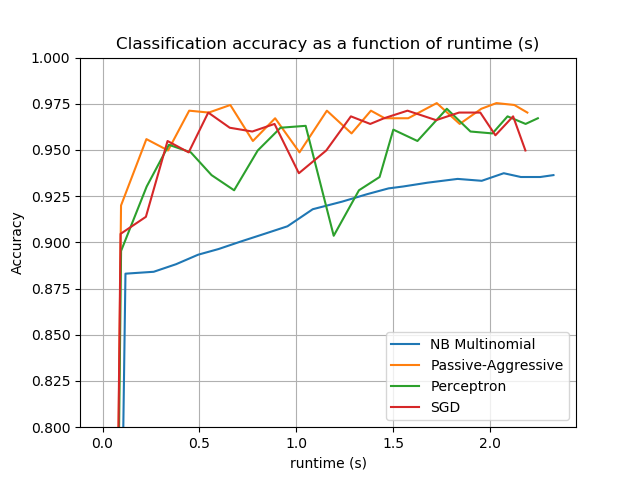 Classification accuracy as a function of runtime (s)
1.000
0.975
0.950
0.925
0.900
0.875
0.850
0.825
0.800
Accuracy
NB Multinomial
Passive-Aggressive
Perceptron
SGD
0.0 0.5 1.0 1.5 2.0
runtime (s)